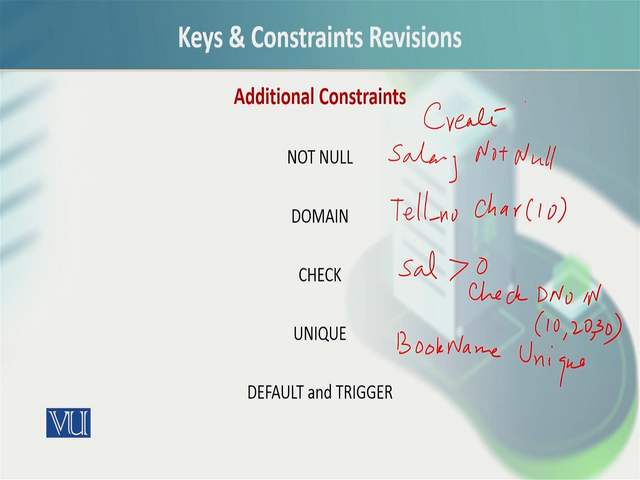 Keys & Constraints Revisions
Additional Constraints
Create
NOT NULL Salary Not Null
DOMAIN Tell_no Char(10)
CHECK Sal > 0
Check DNO IN
(10,20,30)
UNIQUE BookName Unique
DEFAULT and TRIGGER
VU